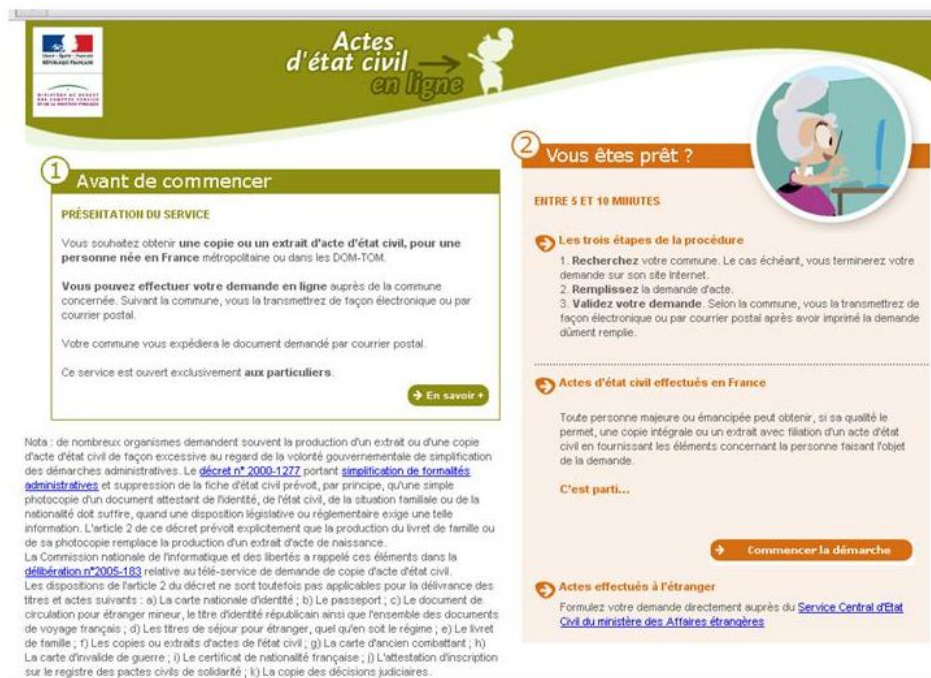 Liberté • Égalité • Fraternité
RÉPUBLIQUE FRANÇAISE
MINISTÈRE DU BUDGET
DES COMPTES PUBLICS
ET DE LA FONCTION PUBLIQUE
Actes
d'état civil
en ligne
1
Avant de commencer
PRÉSENTATION DU SERVICE
Vous souhaitez obtenir une copie ou un extrait d'acte d'état civil, pour une
personne née en France métropolitaine ou dans les DOM-TOM.
Vous pouvez effectuer votre demande en ligne auprès de la commune
concernée. Suivant la commune, vous la transmettrez de façon électronique ou par
courrier postal.
Votre commune vous expédiera le document demandé par courrier postal.
Ce service est ouvert exclusivement aux particuliers.
En savoir +
Nota : de nombreux organismes demandent souvent la production d'un extrait ou d'une copie
d'acte d'état civil de façon excessive au regard de la volonté gouvernementale de simplification
des démarches administratives. Le décret n° 2000-1277 portant simplification de formalités
administratives et suppression de la fiche d'état civil prévoit, par principe, qu'une simple
photocopie d'un document attestant de l'identité, de l'état civil, de la situation familiale ou de la
nationalité doit suffire, quand une disposition législative ou réglementaire exige une telle
information. L'article 2 de ce décret prévoit explicitement que la production du livret de famille ou
de sa photocopie remplace la production d'un extrait d'acte de naissance.
La Commission nationale de l'informatique et des libertés a rappelé ces éléments dans la
délibération n°2005-183 relative au télé-service de demande de copie d'acte d'état civil.
Les dispositions de l'article 2 du décret ne sont toutefois pas applicables pour la délivrance des
titres et actes suivants : a) La carte nationale d'identité ; b) Le passeport ; c) Le document de
circulation pour étranger mineur, le titre d'identité républicain ainsi que l'ensemble des documents
de voyage français ; d) Les titres de séjour pour étranger, quel qu'en soit le régime ; e) Le livret
de famille ; f) Les copies ou extraits d'actes de l'état civil ; g) La carte d'ancien combattant ; h)
La carte d'invalide de guerre ; i) Le certificat de nationalité française ; j) L'attestation d'inscription
sur le registre des pactes civils de solidarité ; k) La copie des décisions judiciaires.
2
Vous êtes prêt ?
ENTRE 5 ET 10 MINUTES
Les trois étapes de la procédure
1. Recherchez votre commune. Le cas échéant, vous terminerez votre
demande sur son site Internet.
2. Remplissez la demande d'acte.
3. Validez votre demande. Selon la commune, vous la transmettrez de
façon électronique ou par courrier postal après avoir imprimé la demande
dûment remplie.
Actes d'état civil effectués en France
Toute personne majeure ou émancipée peut obtenir, si sa qualité le
permet, une copie intégrale ou un extrait avec filiation d'un acte d'état
civil en fournissant les éléments concernant la personne faisant l'objet
de la demande.
C'est parti...
Commencer la démarche
Actes effectués à l'étranger
Formulez votre demande directement auprès du Service Central d'Etat
Civil du ministère des Affaires étrangères